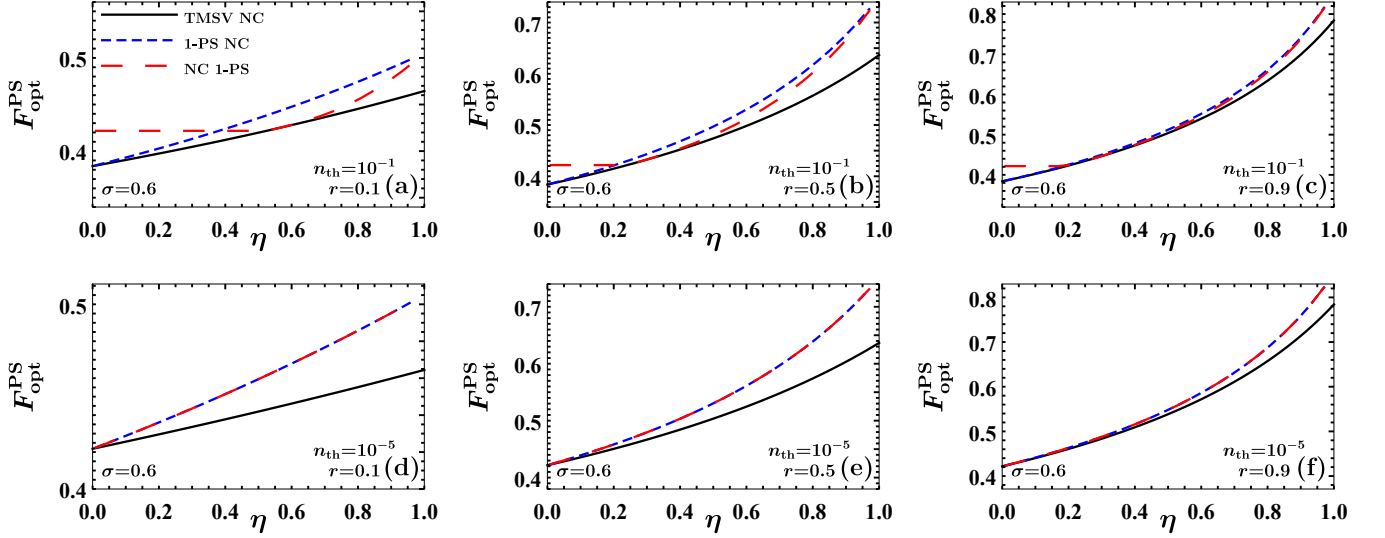 TMSV NC
1-PS NC
NC 1-PS
F_opt^PS
0.5
0.4
n_th=10^-1
σ=0.6
r=0.1 (a)
0.0 0.2 0.4 0.6 0.8 1.0
η
F_opt^PS
0.7
0.6
0.5
0.4
n_th=10^-1
σ=0.6
r=0.5 (b)
0.0 0.2 0.4 0.6 0.8 1.0
η
F_opt^PS
0.8
0.7
0.6
0.5
0.4
n_th=10^-1
σ=0.6
r=0.9 (c)
0.0 0.2 0.4 0.6 0.8 1.0
η
F_opt^PS
0.5
0.4
n_th=10^-5
σ=0.6
r=0.1 (d)
0.0 0.2 0.4 0.6 0.8 1.0
η
F_opt^PS
0.7
0.6
0.5
0.4
n_th=10^-5
σ=0.6
r=0.5 (e)
0.0 0.2 0.4 0.6 0.8 1.0
η
F_opt^PS
0.8
0.7
0.6
0.5
0.4
n_th=10^-5
σ=0.6
r=0.9 (f)
0.0 0.2 0.4 0.6 0.8 1.0
η